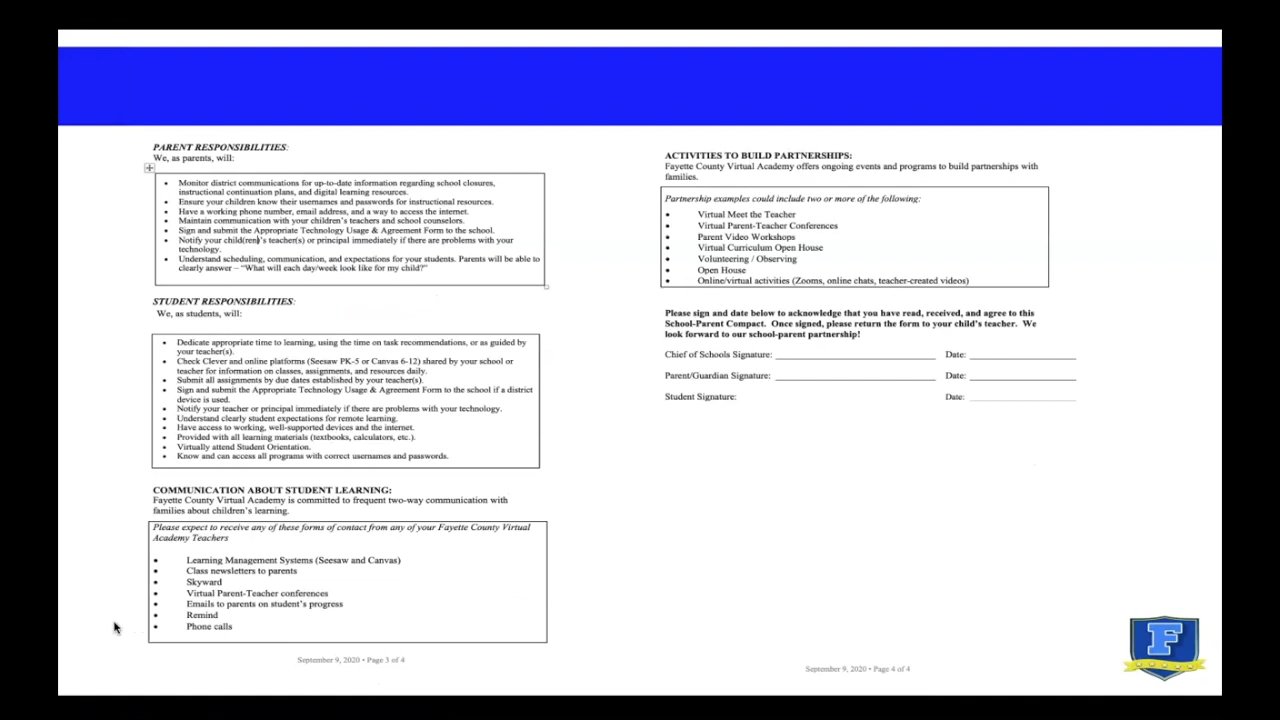 PARENT RESPONSIBILITIES:
We, as parents, will:
• Monitor district communications for up-to-date information regarding school closures,
instructional continuation plans, and digital learning resources.
• Ensure your children know their usernames and passwords for instructional resources.
• Have a working phone number, email address, and a way to access the internet.
• Maintain communication with your children's teachers and school counselors.
• Sign and submit the Appropriate Technology Usage & Agreement Form to the school.
• Notify your child(ren)'s teacher(s) or principal immediately if there are problems with your
technology.
• Understand scheduling, communication, and expectations for your students. Parents will be able to
clearly answer – "What will each day/week look like for my child?"
STUDENT RESPONSIBILITIES:
We, as students, will:
• Dedicate appropriate time to learning, using the time on task recommendations, or as guided by
your teacher(s).
• Check Clever and online platforms (Seesaw PK-5 or Canvas 6-12) shared by your school or
teacher for information on classes, assignments, and resources daily.
• Submit all assignments by due dates established by your teacher(s).
• Sign and submit the Appropriate Technology Usage & Agreement Form to the school if a district
device is used.
• Notify your teacher or principal immediately if there are problems with your technology.
• Understand clearly student expectations for remote learning.
• Have access to working, well-supported devices and the internet.
• Provided with all learning materials (textbooks, calculators, etc.).
• Virtually attend Student Orientation.
• Know and can access all programs with correct usernames and passwords.
COMMUNICATION ABOUT STUDENT LEARNING:
Fayette County Virtual Academy is committed to frequent two-way communication with
families about children's learning.
Please expect to receive any of these forms of contact from any of your Fayette County Virtual
Academy Teachers
• Learning Management Systems (Seesaw and Canvas)
• Class newsletters to parents
• Skyward
• Virtual Parent-Teacher conferences
• Emails to parents on student's progress
• Remind
• Phone calls
September 9, 2020 • Page 3 of 4
ACTIVITIES TO BUILD PARTNERSHIPS:
Fayette County Virtual Academy offers ongoing events and programs to build partnerships with
families.
Partnership examples could include two or more of the following:
• Virtual Meet the Teacher
• Virtual Parent-Teacher Conferences
• Parent Video Workshops
• Virtual Curriculum Open House
• Volunteering / Observing
• Open House
• Online/virtual activities (Zooms, online chats, teacher-created videos)
Please sign and date below to acknowledge that you have read, received, and agree to this
School-Parent Compact. Once signed, please return the form to your child's teacher. We
look forward to our school-parent partnership!
Chief of Schools Signature: Date:
Parent/Guardian Signature: Date:
Student Signature: Date:
September 9, 2020 • Page 4 of 4
F